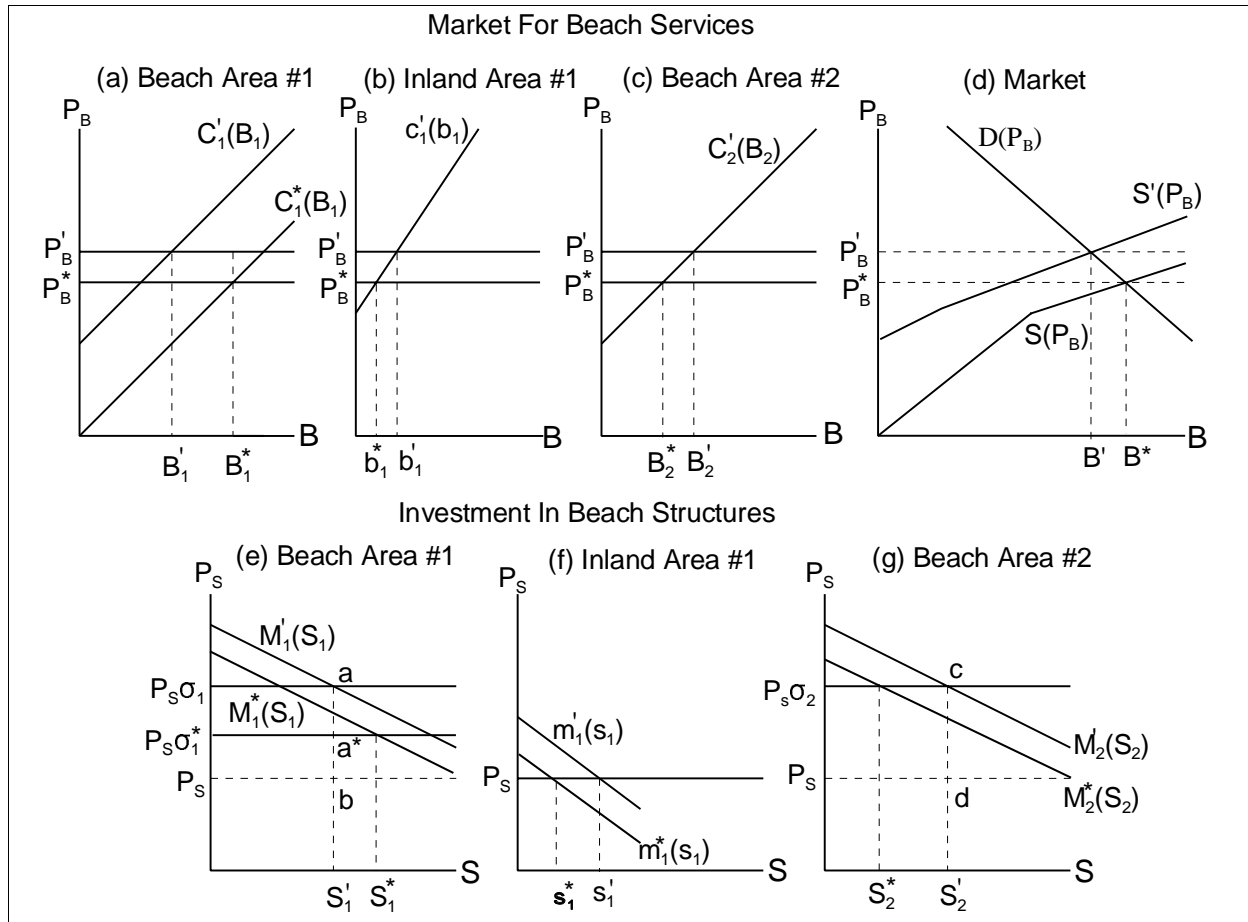 Market For Beach Services
(a) Beach Area #1
(b) Inland Area #1
(c) Beach Area #2
(d) Market
P_B
C'_1(B_1)
C*_1(B_1)
P'_B
P*_B
B
B'_1
B*_1
P_B
c'_1(b_1)
P'_B
P*_B
B
b*_1
b'_1
P_B
C'_2(B_2)
P'_B
P*_B
B
B*_2
B'_2
P_B
D(P_B)
S'(P_B)
P'_B
P*_B
S(P_B)
B
B'
B*
Investment In Beach Structures
(e) Beach Area #1
(f) Inland Area #1
(g) Beach Area #2
P_S
M'_1(S_1)
a
P_Sσ_1
M*_1(S_1)
P_Sσ*_1
a*
P_S
b
S
S'_1
S*_1
P_S
m'_1(s_1)
P_S
m*_1(s_1)
S
s*_1
s'_1
P_S
c
P_sσ_2
M'_2(S_2)
P_S
d
M*_2(S_2)
S
S*_2
S'_2